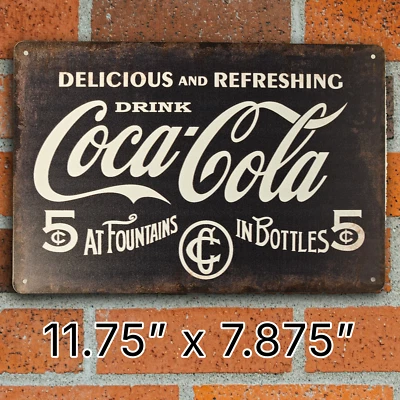 DELICIOUS AND REFRESHING
DRINK
Coca-Cola
5¢ AT FOUNTAINS CC IN BOTTLES 5¢
11.75” x 7.875”